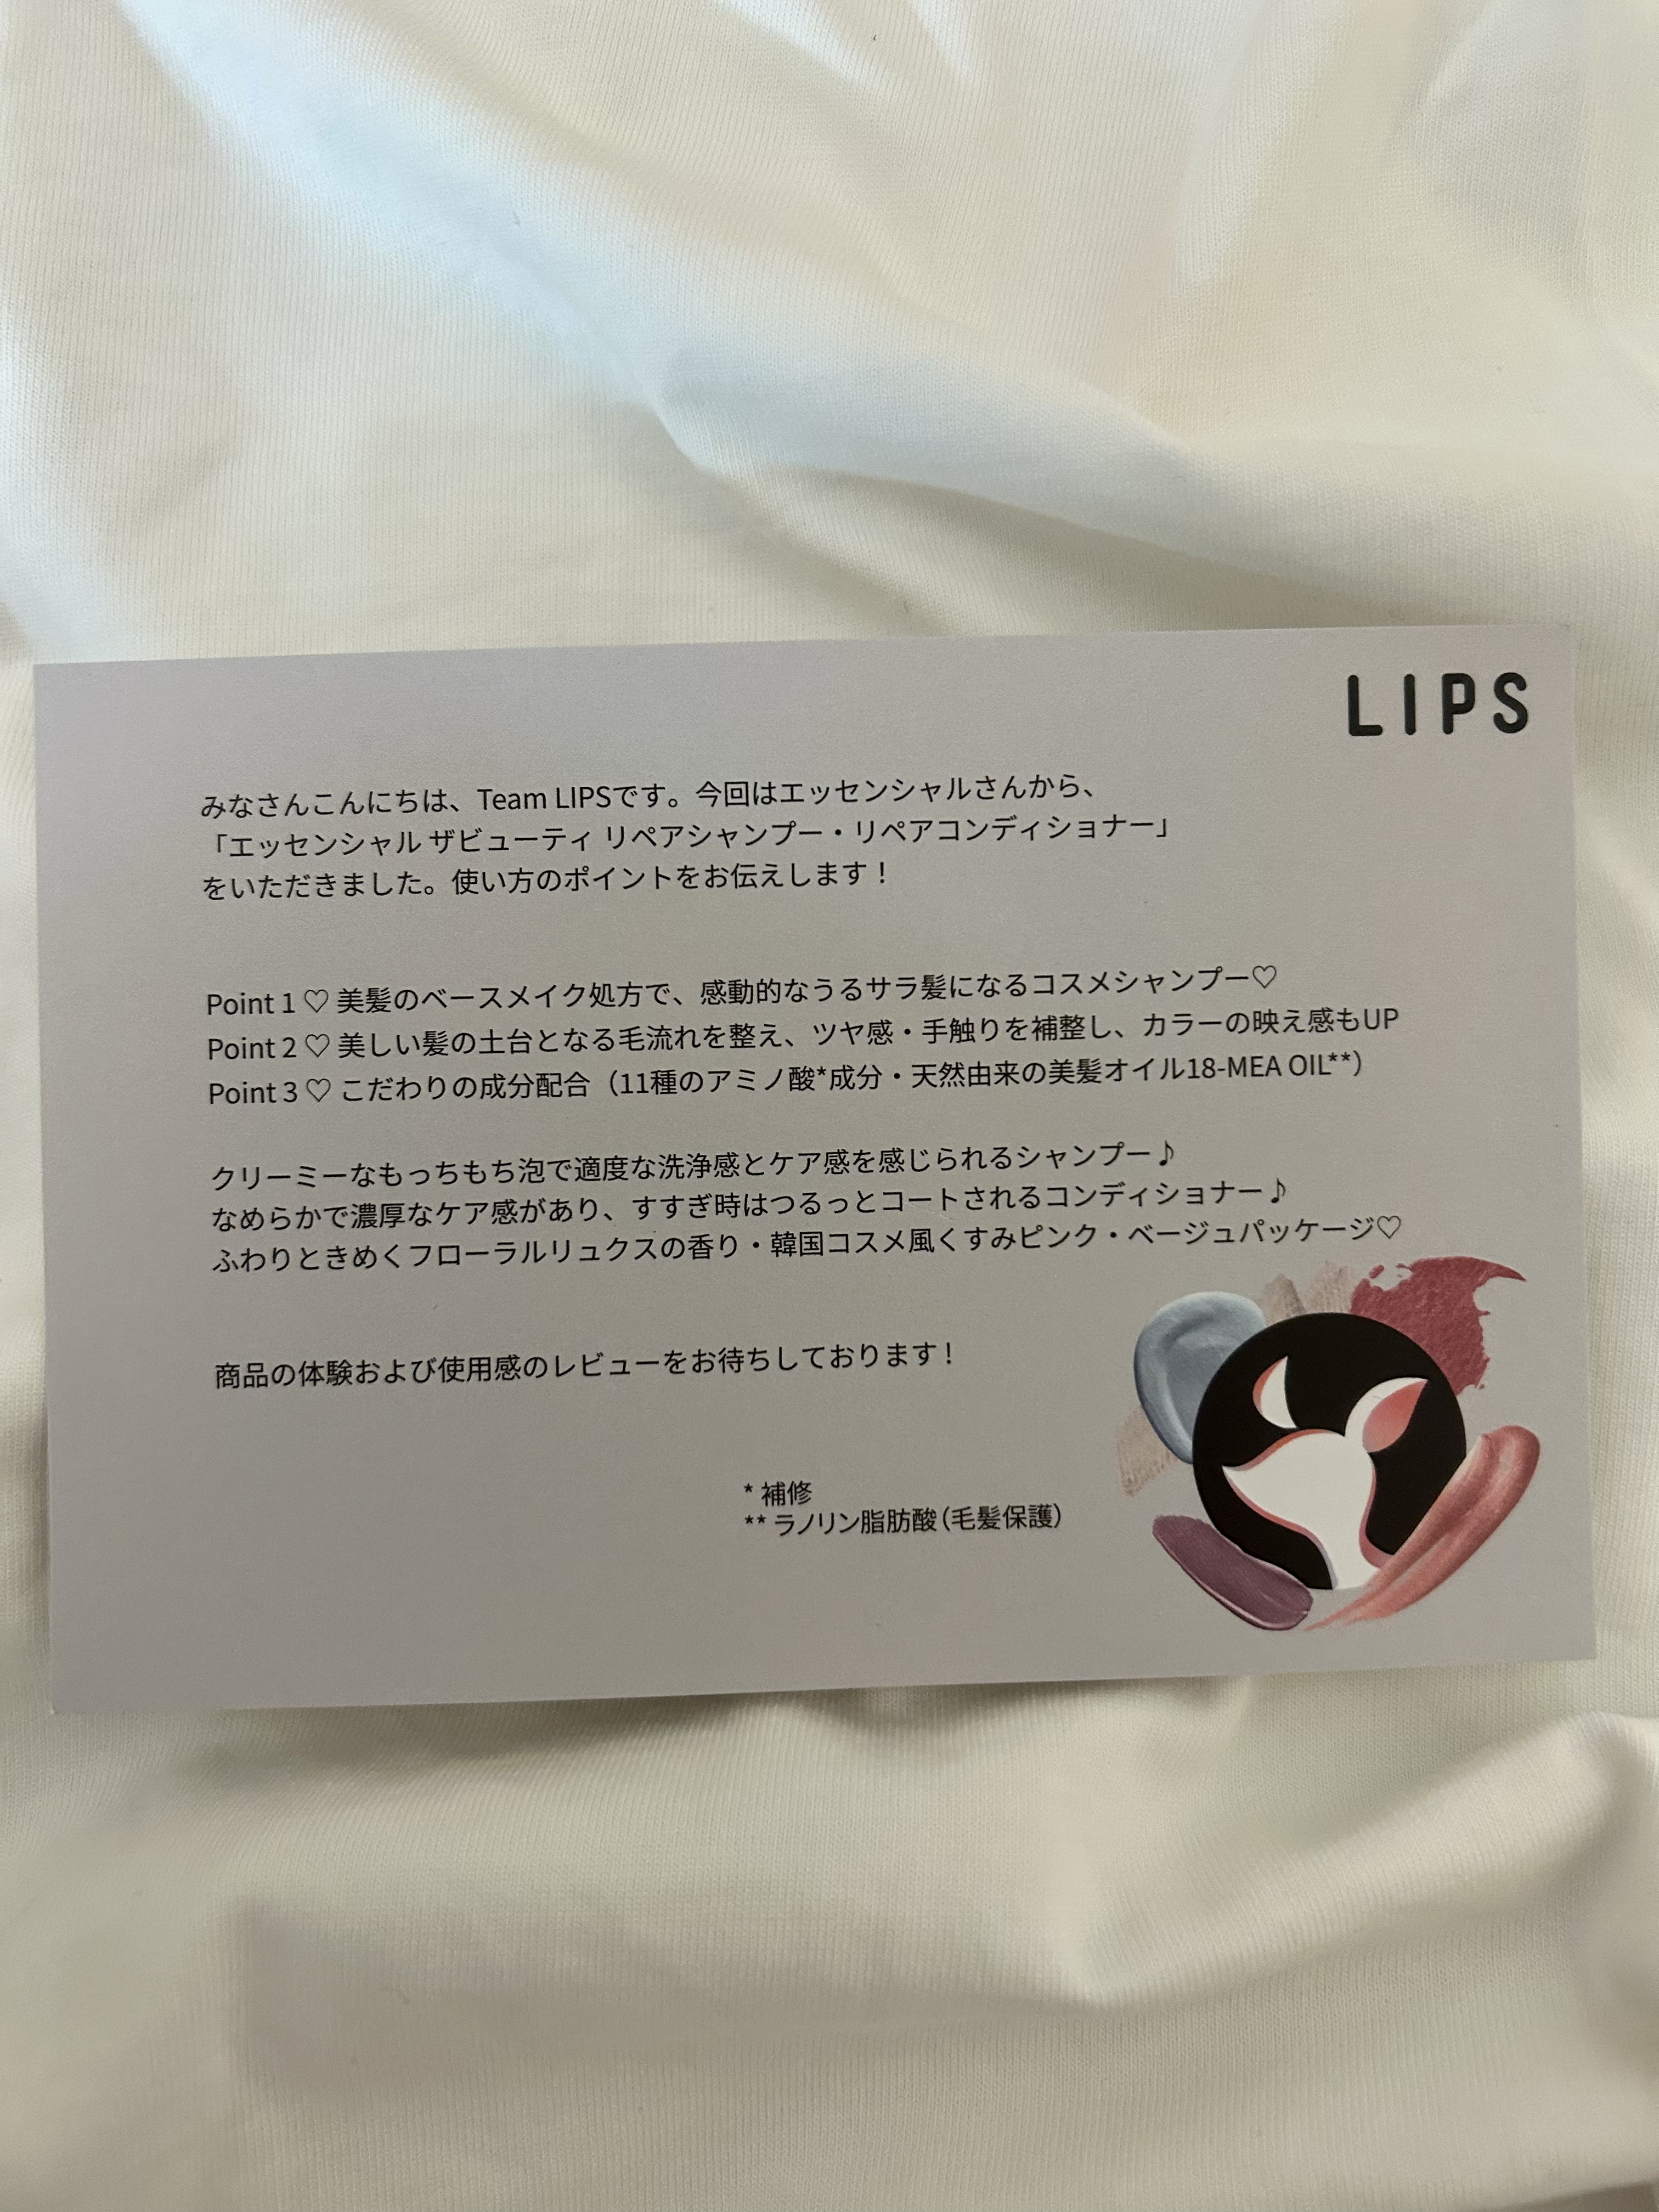 LIPS
みなさんこんにちは、Team LIPSです。今回はエッセンシャルさんから、
「エッセンシャル ザビューティ リペアシャンプー・リペアコンディショナー」
をいただきました。使い方のポイントをお伝えします！
Point 1 ♡ 美髪のベースメイク処方で、感動的なうるサラ髪になるコスメシャンプー♡
Point 2 ♡ 美しい髪の土台となる毛流れを整え、ツヤ感・手触りを補整し、カラーの映え感もUP
Point 3 ♡ こだわりの成分配合（11種のアミノ酸*成分・天然由来の美髪オイル18-MEA OIL**）
クリーミーなもっちもち泡で適度な洗浄感とケア感を感じられるシャンプー♪
なめらかで濃厚なケア感があり、すすぎ時はつるっとコートされるコンディショナー♪
ふわりときめくフローラルリュクスの香り・韓国コスメ風くすみピンク・ベージュパッケージ♡
商品の体験および使用感のレビューをお待ちしております！
* 補修
** ラノリン脂肪酸（毛髪保護）